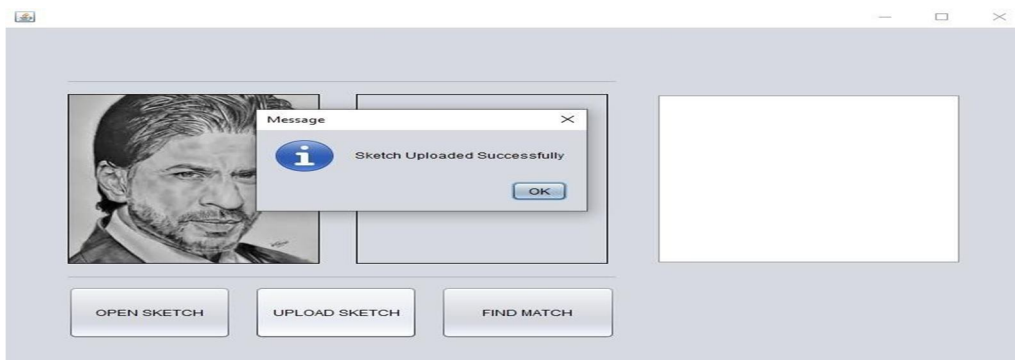 Message
Sketch Uploaded Successfully
OK
OPEN SKETCH
UPLOAD SKETCH
FIND MATCH